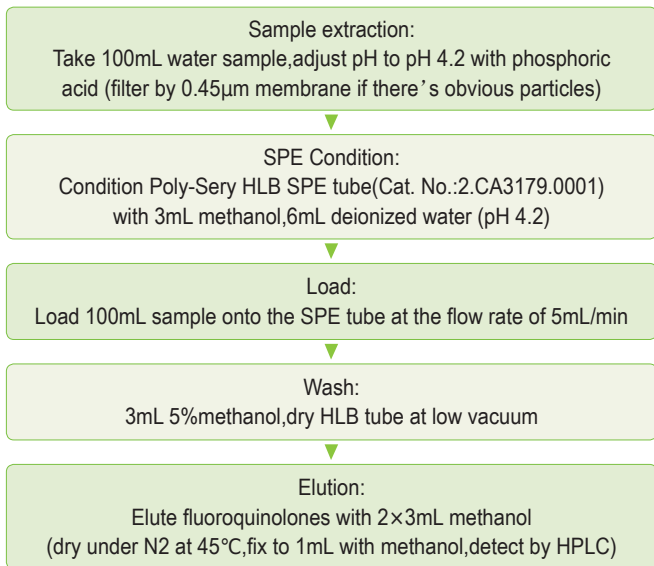 Sample extraction:
Take 100mL water sample,adjust pH to pH 4.2 with phosphoric
acid (filter by 0.45μm membrane if there's obvious particles)
SPE Condition:
Condition Poly-Sery HLB SPE tube(Cat. No.:2.CA3179.0001)
with 3mL methanol,6mL deionized water (pH 4.2)
Load:
Load 100mL sample onto the SPE tube at the flow rate of 5mL/min
Wash:
3mL 5%methanol,dry HLB tube at low vacuum
Elution:
Elute fluoroquinolones with 2×3mL methanol
(dry under N2 at 45℃,fix to 1mL with methanol,detect by HPLC)